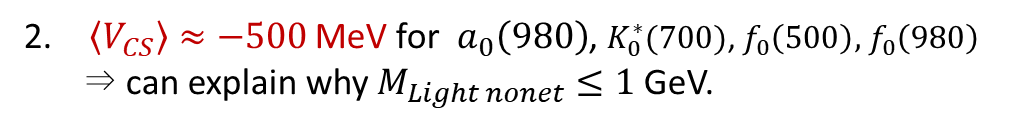 2. ⟨V_CS⟩ ≈ −500 MeV for a₀(980), K₀*(700), f₀(500), f₀(980)
⇒ can explain why M_Light nonet ≤ 1 GeV.